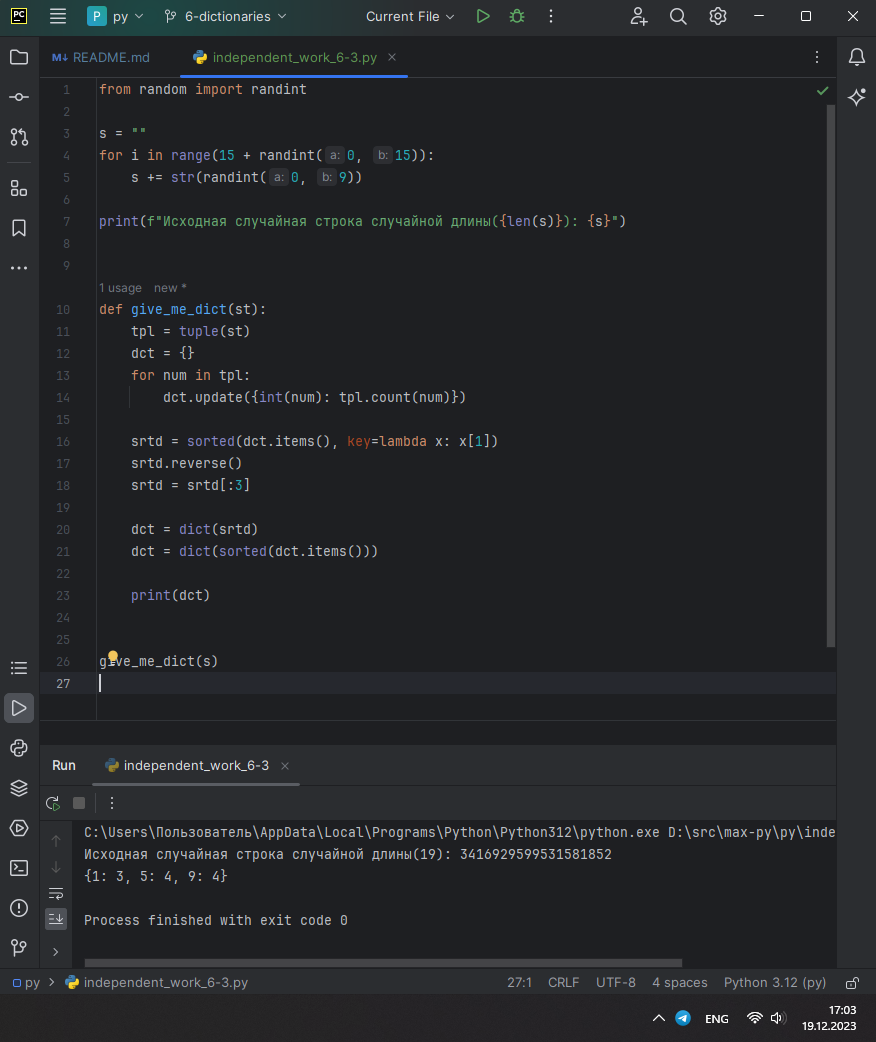 PC P py 6-dictionaries Current File
M↓ README.md independent_work_6-3.py
1 from random import randint
2
3 s = ""
4 for i in range(15 + randint( a: 0, b: 15)):
5 s += str(randint( a: 0, b: 9))
6
7 print(f"Исходная случайная строка случайной длины({len(s)}): {s}")
8
9
1 usage new *
10 def give_me_dict(st):
11 tpl = tuple(st)
12 dct = {}
13 for num in tpl:
14 dct.update({int(num): tpl.count(num)})
15
16 srtd = sorted(dct.items(), key=lambda x: x[1])
17 srtd.reverse()
18 srtd = srtd[:3]
19
20 dct = dict(srtd)
21 dct = dict(sorted(dct.items()))
22
23 print(dct)
24
25
26 give_me_dict(s)
27
Run independent_work_6-3
C:\Users\Пользователь\AppData\Local\Programs\Python\Python312\python.exe D:\src\max-py\py\inde
Исходная случайная строка случайной длины(19): 3416929599531581852
{1: 3, 5: 4, 9: 4}
Process finished with exit code 0
py > independent_work_6-3.py 27:1 CRLF UTF-8 4 spaces Python 3.12 (py)
ENG 17:03
19.12.2023